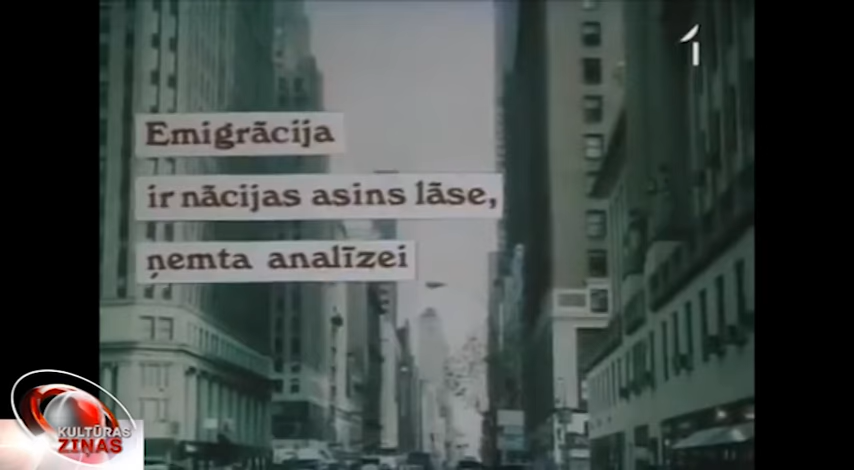 1
Emigrācija
ir nācijas asins lāse,
ņemta analīzei
KULTŪRAS
ZIŅAS